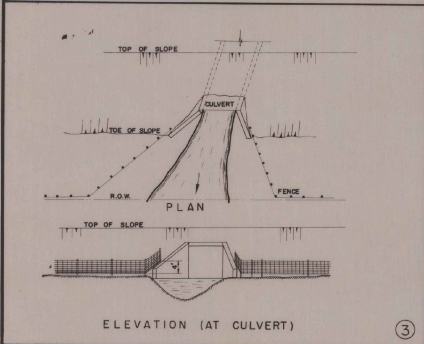 TOP OF SLOPE
CULVERT
TOE OF SLOPE
R.O.W.
FENCE
PLAN
TOP OF SLOPE
ELEVATION (AT CULVERT)
3